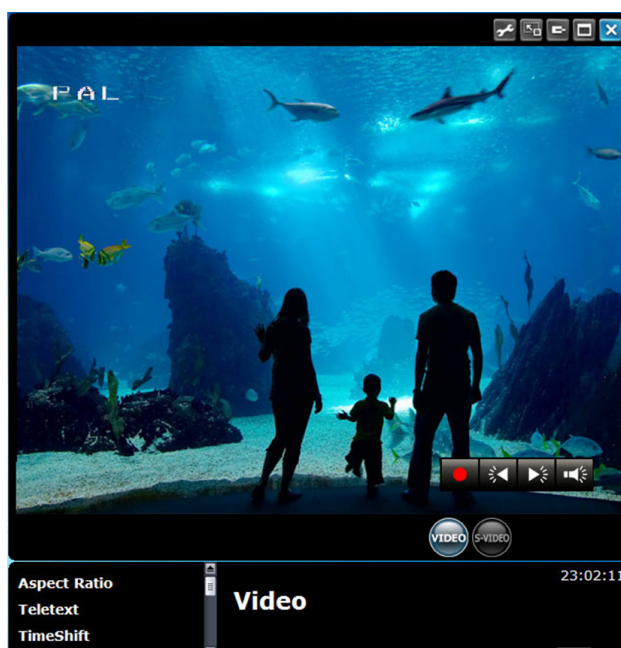 PAL
VIDEO
S-VIDEO
Aspect Ratio
Teletext
TimeShift
Video
23:02:11